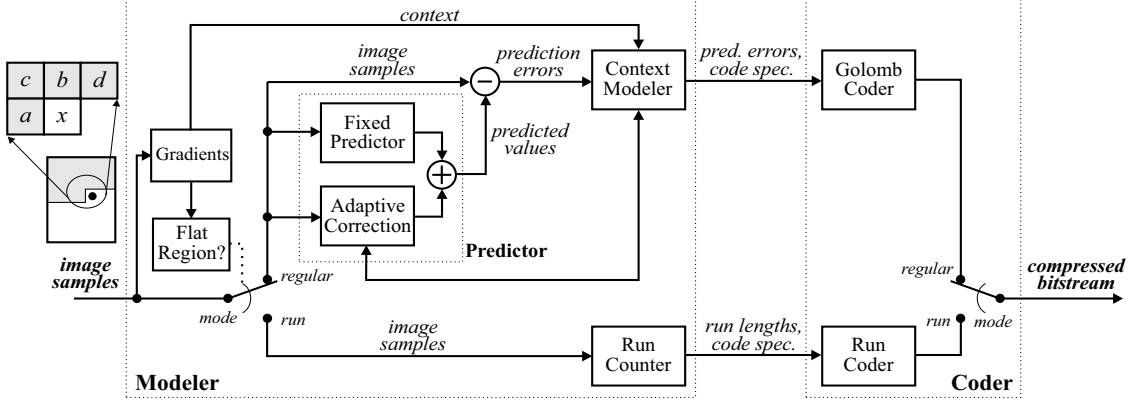 context
image
samples
prediction
errors
Context
Modeler
pred. errors,
code spec.
Golomb
Coder
c b d
a x
Gradients
Fixed
Predictor
predicted
values
−
+
Flat
Region?
Adaptive
Correction
Predictor
image
samples
regular
mode
run
image
samples
Run
Counter
run lengths,
code spec.
Run
Coder
regular
run
mode
compressed
bitstream
Modeler
Coder